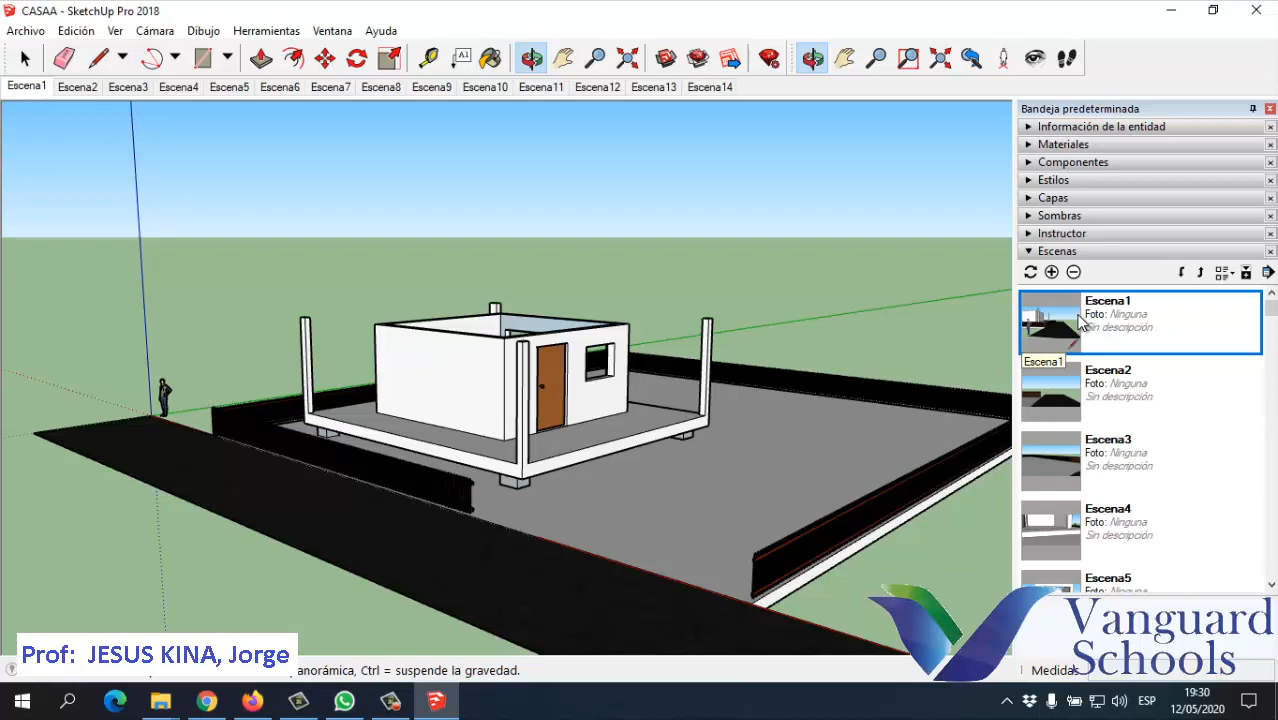 CASAA - SketchUp Pro 2018
Archivo Edición Ver Cámara Dibujo Herramientas Ventana Ayuda
A1
Escena1 Escena2 Escena3 Escena4 Escena5 Escena6 Escena7 Escena8 Escena9 Escena10 Escena11 Escena12 Escena13 Escena14
Bandeja predeterminada
Información de la entidad
Materiales
Componentes
Estilos
Capas
Sombras
Instructor
Escenas
Escena1
Foto: Ninguna
Sin descripción
Escena1
Escena2
Foto: Ninguna
Sin descripción
Escena3
Foto: Ninguna
Sin descripción
Escena4
Foto: Ninguna
Sin descripción
Escena5
Foto: Ninguna
Vanguard
Schools
Prof: JESUS KINA, Jorge
panorámica, Ctrl = suspende la gravedad.
Medidas
ESP
19:30
12/05/2020